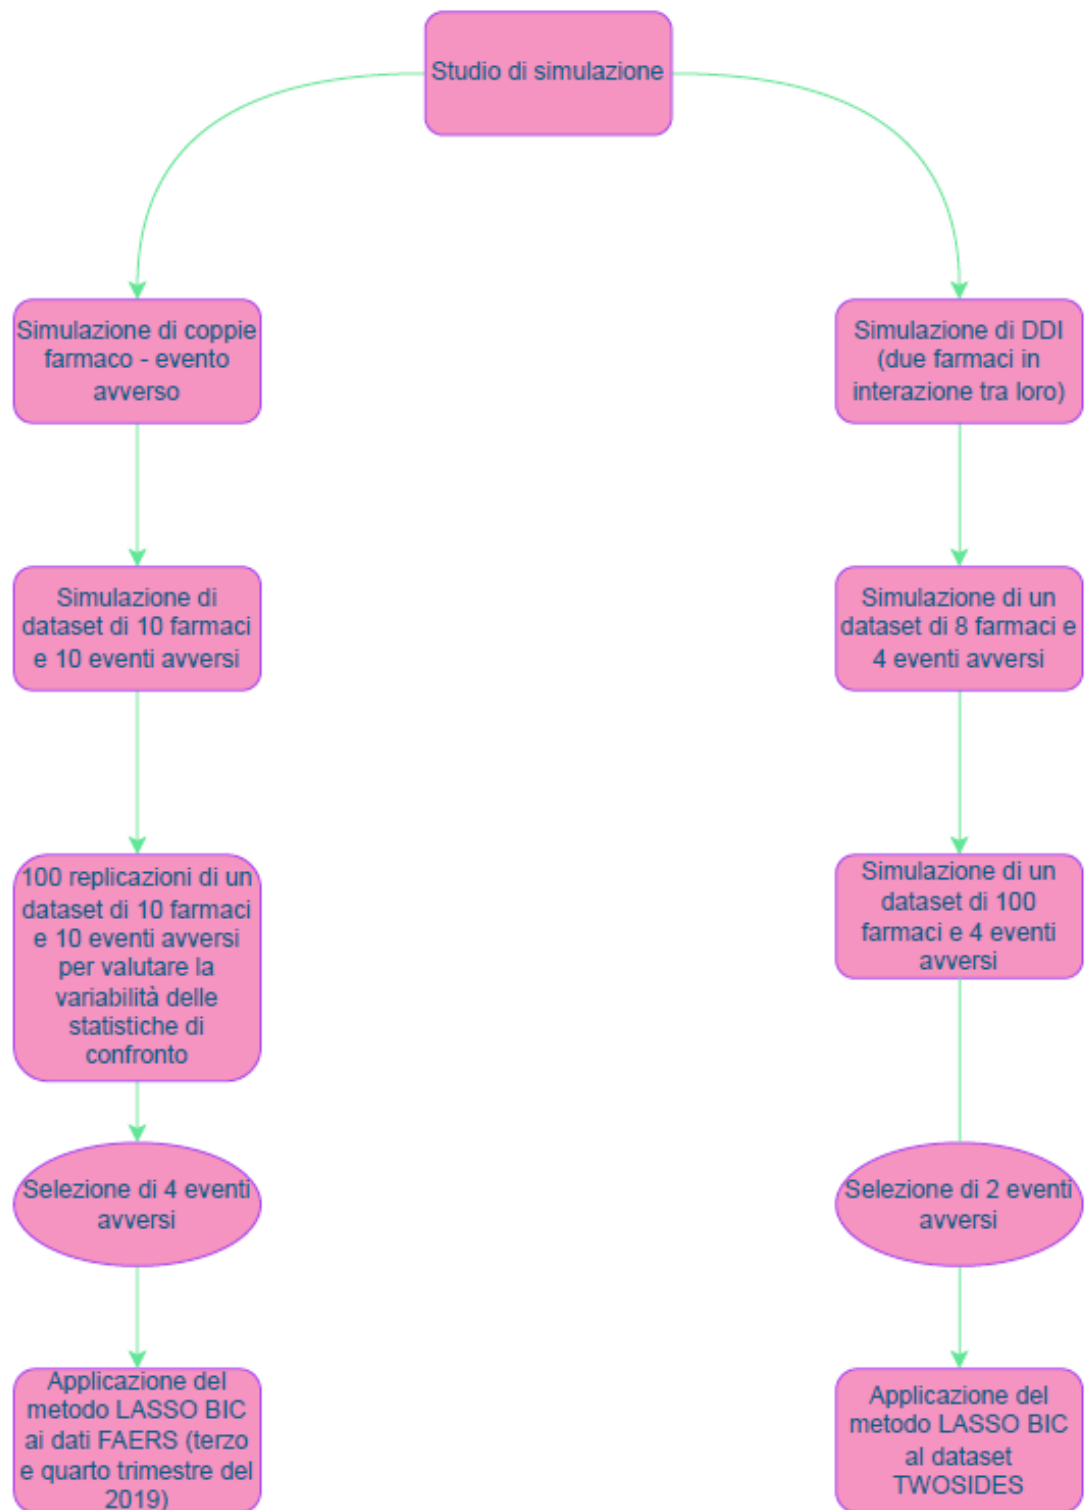 Studio di simulazione
Simulazione di coppie
farmaco - evento
avverso
Simulazione di
dataset di 10 farmaci
e 10 eventi avversi
100 replicazioni di un
dataset di 10 farmaci
e 10 eventi avversi
per valutare la
variabilità delle
statistiche di
confronto
Selezione di 4 eventi
avversi
Applicazione del
metodo LASSO BIC
ai dati FAERS (terzo
e quarto trimestre del
2019)
Simulazione di DDI
(due farmaci in
interazione tra loro)
Simulazione di un
dataset di 8 farmaci e
4 eventi avversi
Simulazione di un
dataset di 100
farmaci e 4 eventi
avversi
Selezione di 2 eventi
avversi
Applicazione del
metodo LASSO BIC
al dataset
TWOSIDES